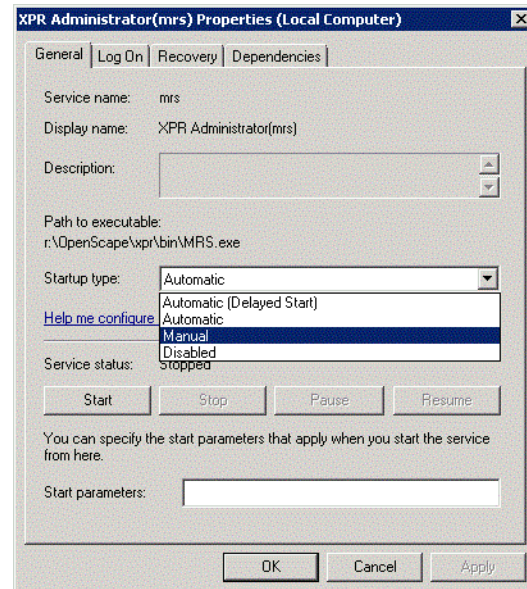 XPR Administrator(mrs) Properties (Local Computer)
General Log On Recovery Dependencies
Service name: mrs
Display name: XPR Administrator(mrs)
Description:
Path to executable:
r:\OpenScape\xpr\bin\MRS.exe
Startup type: Automatic
Automatic (Delayed Start)
Help me configure Automatic
Manual
Disabled
Service status: Stopped
Start Stop Pause Resume
You can specify the start parameters that apply when you start the service
from here.
Start parameters:
OK Cancel Apply